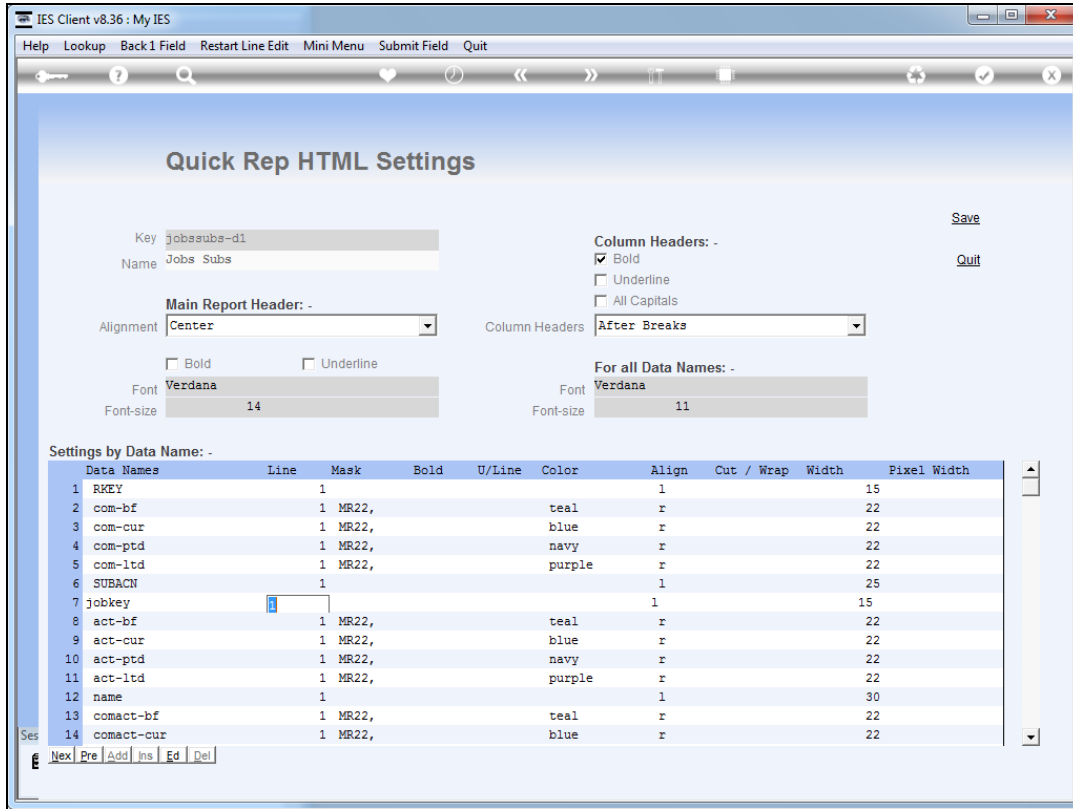 IES Client v8.36 : My IES
Help Lookup Back 1 Field Restart Line Edit Mini Menu Submit Field Quit
Quick Rep HTML Settings
Save
Key jobssubs-d1
Column Headers: -
Name Jobs Subs
Bold
Quit
Underline
Main Report Header: -
All Capitals
Alignment Center
Column Headers After Breaks
Bold Underline
For all Data Names: -
Font Verdana
Font Verdana
Font-size 14
Font-size 11
Settings by Data Name: -
Data Names Line Mask Bold U/Line Color Align Cut / Wrap Width Pixel Width
1 RKEY 1 l 15
2 com-bf 1 MR22, teal r 22
3 com-cur 1 MR22, blue r 22
4 com-ptd 1 MR22, navy r 22
5 com-ltd 1 MR22, purple r 22
6 SUBACN 1 l 25
7 jobkey 1 l 15
8 act-bf 1 MR22, teal r 22
9 act-cur 1 MR22, blue r 22
10 act-ptd 1 MR22, navy r 22
11 act-ltd 1 MR22, purple r 22
12 name 1 l 30
13 comact-bf 1 MR22, teal r 22
14 comact-cur 1 MR22, blue r 22
Ses
Nex Pre Add Ins Ed Del